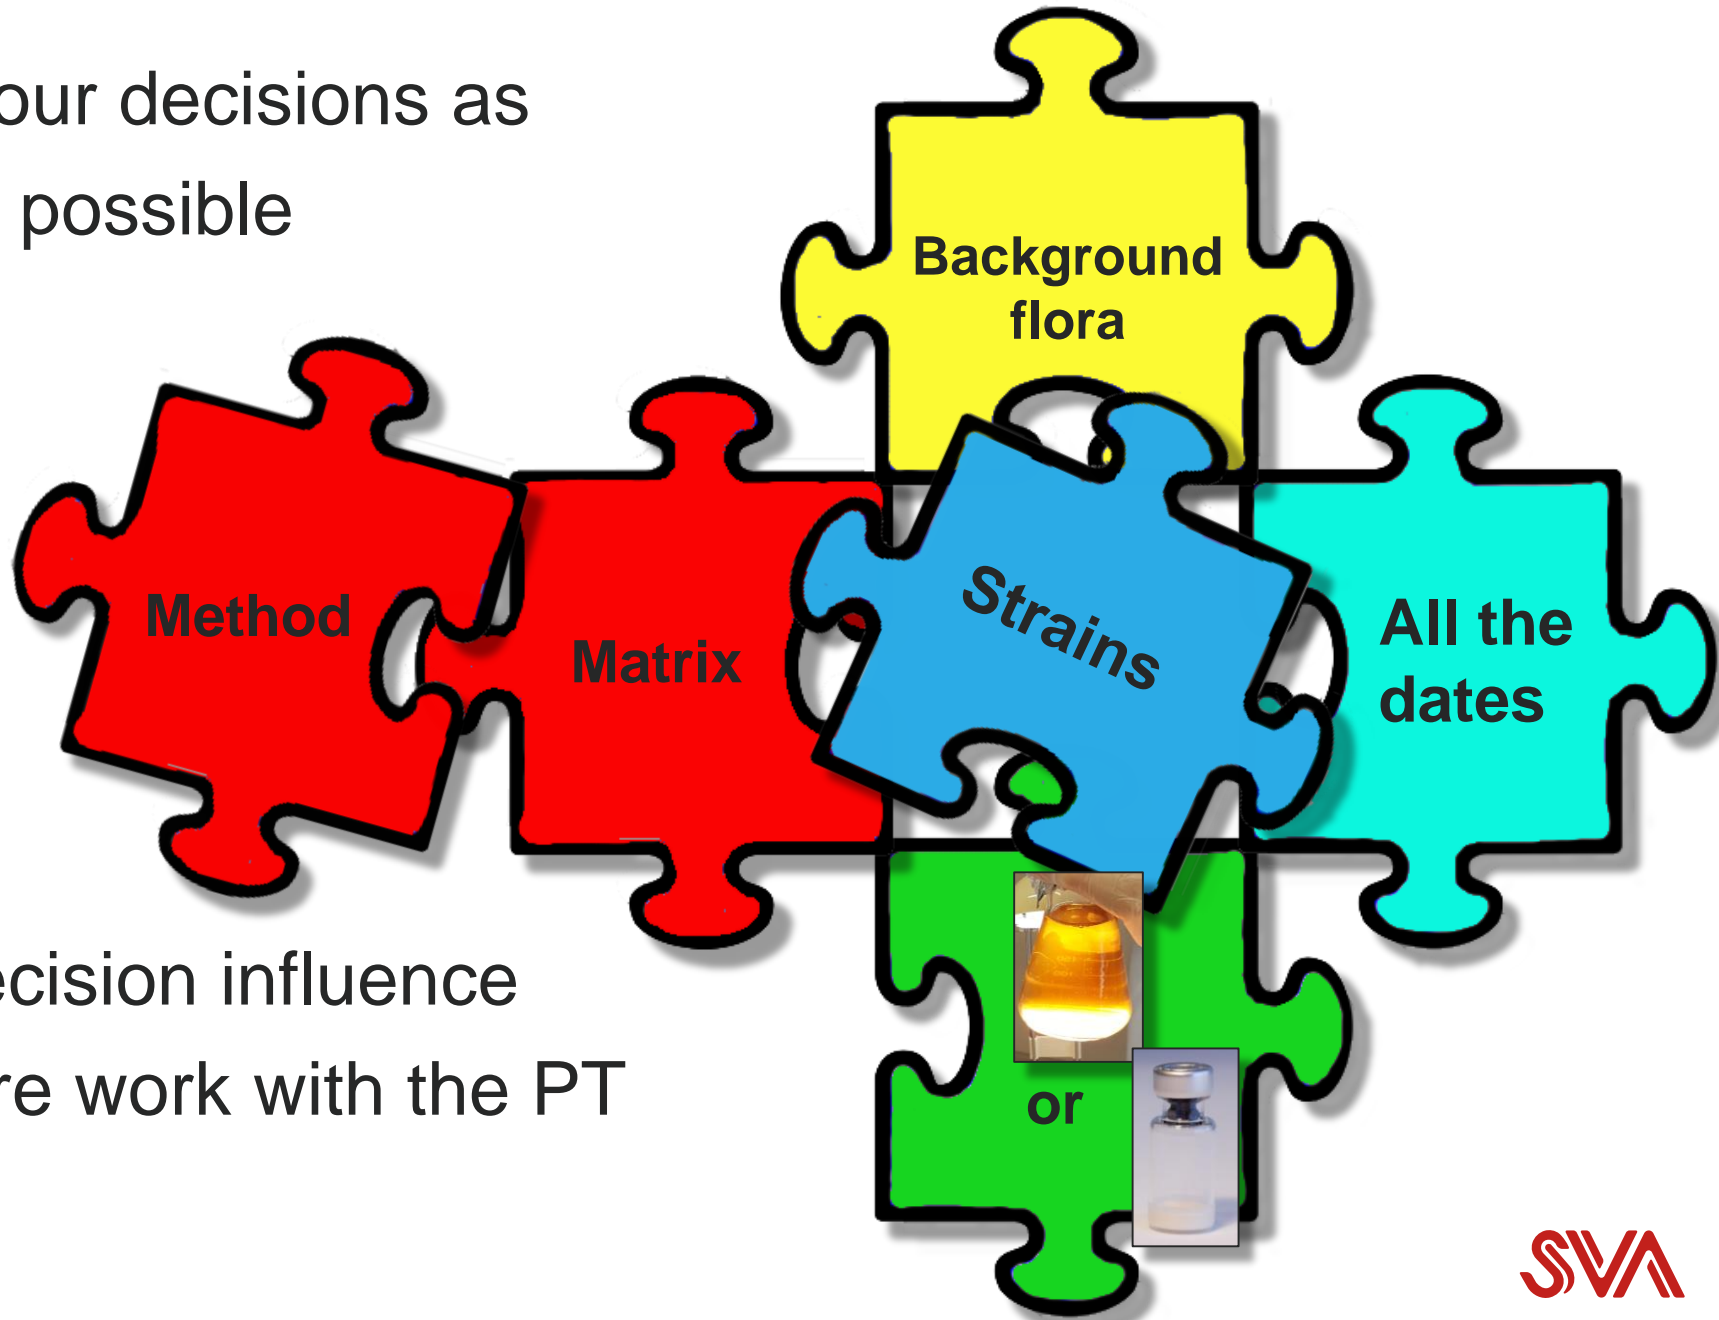 our decisions as
possible
Background
flora
Method
Matrix
Strains
All the
dates
ecision influence
re work with the PT
or
SVA